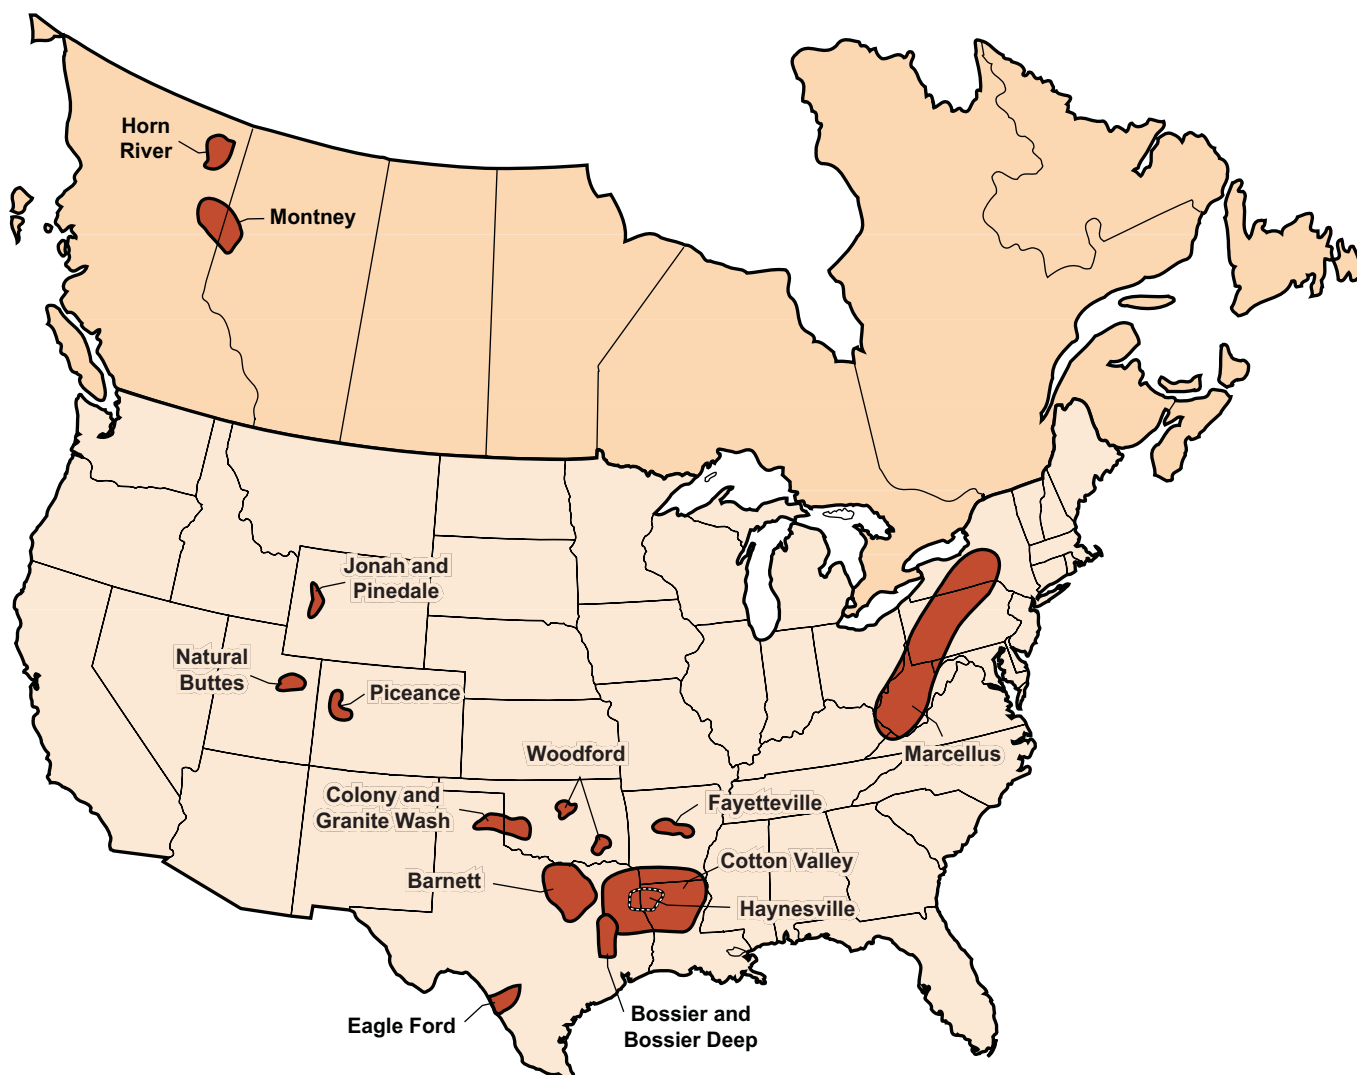 Horn
River
Montney
Jonah and
Pinedale
Natural
Buttes
Piceance
Woodford
Marcellus
Colony and
Granite Wash
Fayetteville
Cotton Valley
Barnett
Haynesville
Bossier and
Bossier Deep
Eagle Ford